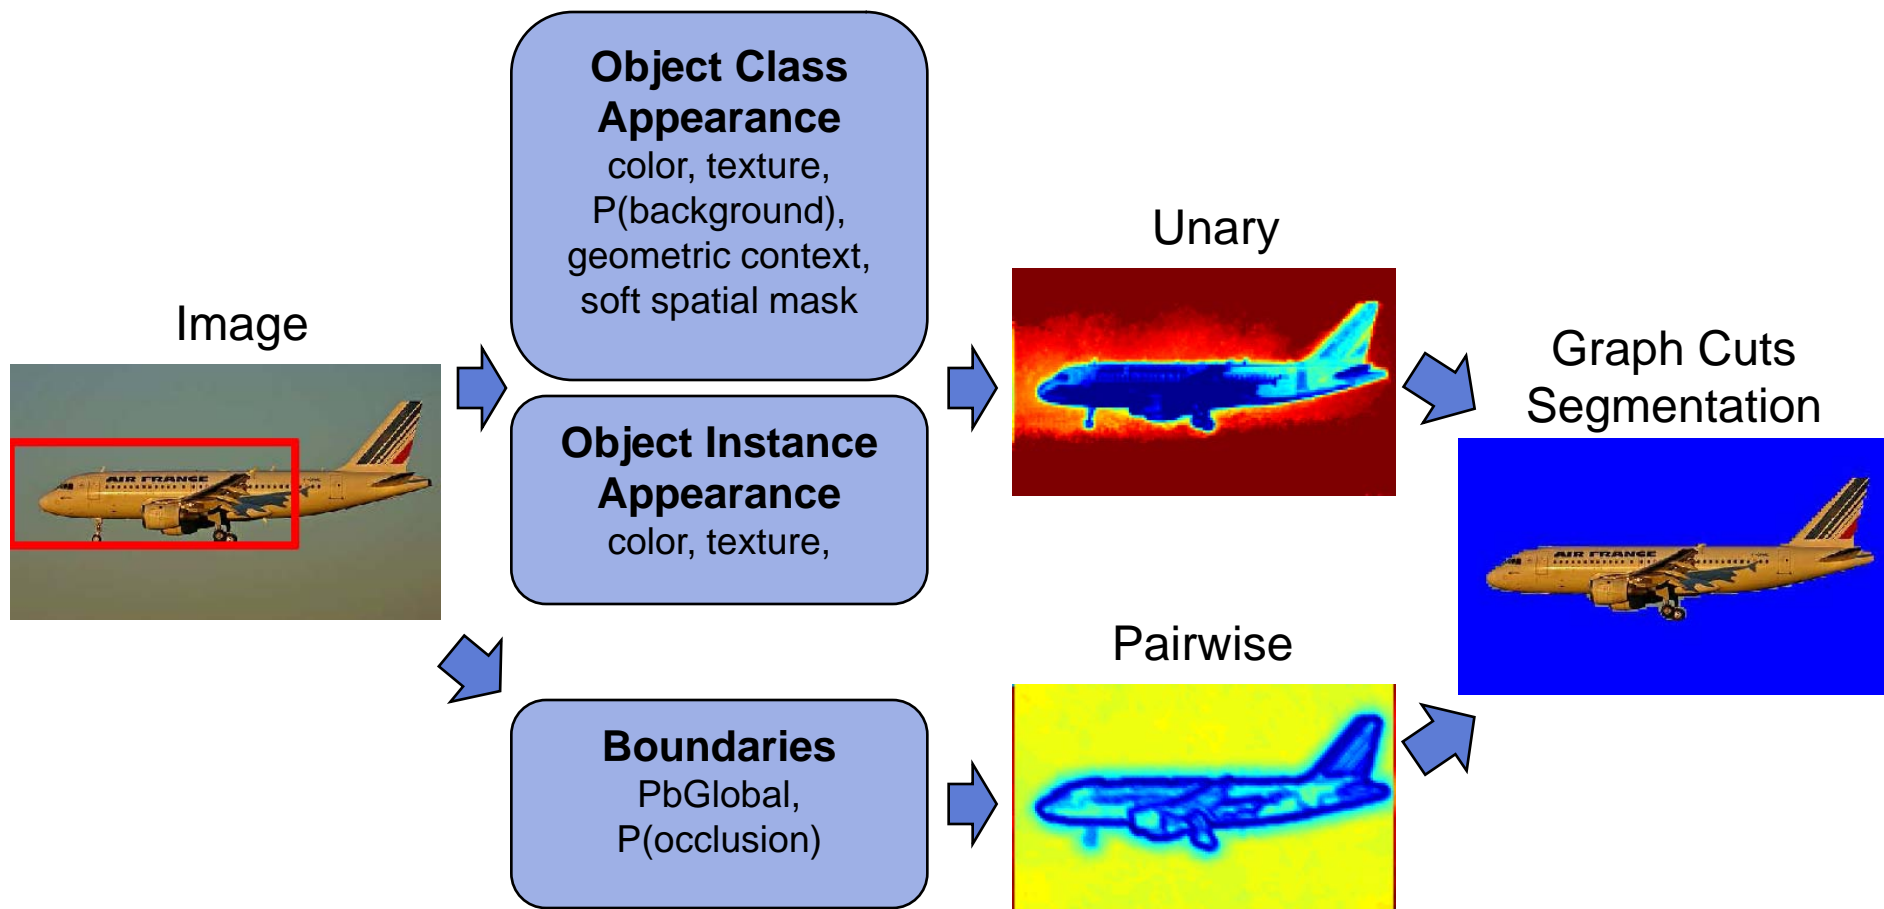 Image
AIR FRANCE
Object Class
Appearance
color, texture,
P(background),
geometric context,
soft spatial mask
Object Instance
Appearance
color, texture,
Boundaries
PbGlobal,
P(occlusion)
Unary
Pairwise
Graph Cuts
Segmentation
AIR FRANCE